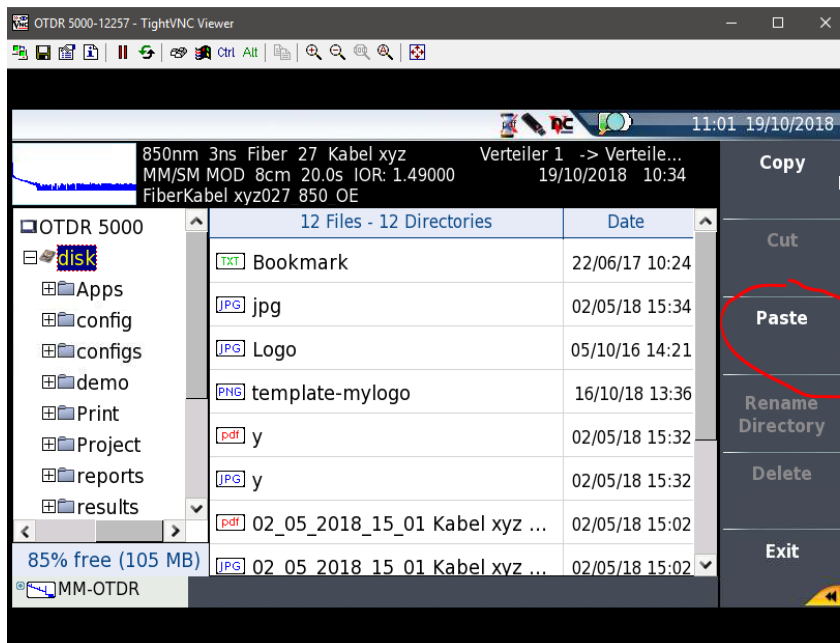 OTDR 5000-12257 - TightVNC Viewer
Ctrl Alt
11:01 19/10/2018
850nm 3ns Fiber 27 Kabel xyz Verteiler 1 -> Verteile...
MM/SM MOD 8cm 20.0s IOR: 1.49000 19/10/2018 10:34
FiberKabel xyz027_850_OE
Copy
Cut
Paste
Rename
Directory
Delete
Exit
OTDR 5000
disk
Apps
config
configs
demo
Print
Project
reports
results
85% free (105 MB)
MM-OTDR
12 Files - 12 Directories Date
TXT Bookmark 22/06/17 10:24
JPG jpg 02/05/18 15:34
JPG Logo 05/10/16 14:21
PNG template-mylogo 16/10/18 13:36
pdf y 02/05/18 15:32
JPG y 02/05/18 15:32
pdf 02_05_2018_15_01 Kabel xyz ... 02/05/18 15:02
JPG 02_05_2018_15_01 Kabel xyz ... 02/05/18 15:02